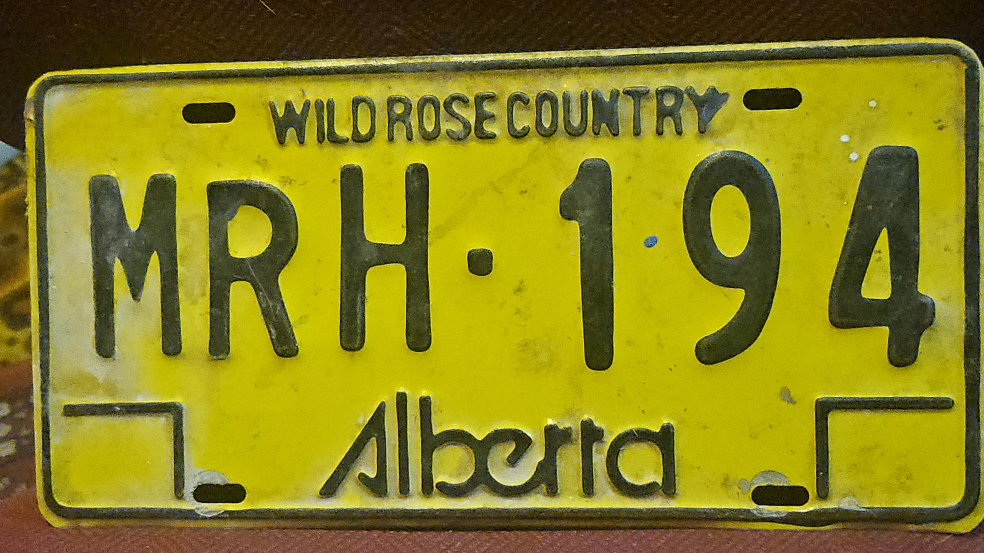 WILD ROSE COUNTRY
MRH·194
Alberta